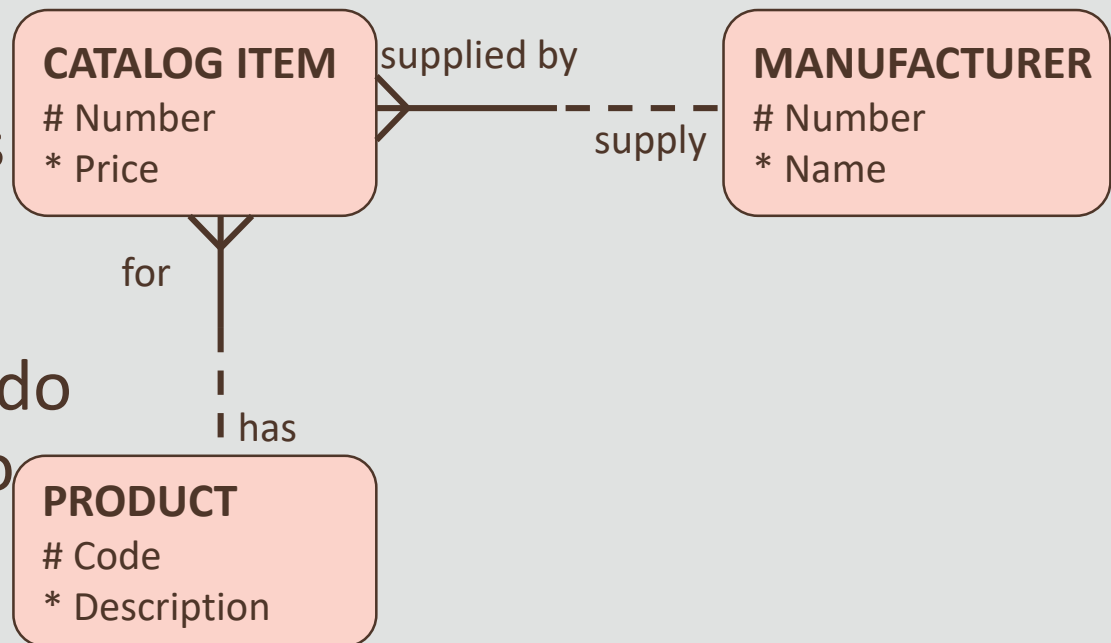 CATALOG ITEM
# Number
* Price
supplied by
supply
MANUFACTURER
# Number
* Name
for
has
do
PRODUCT
# Code
* Description